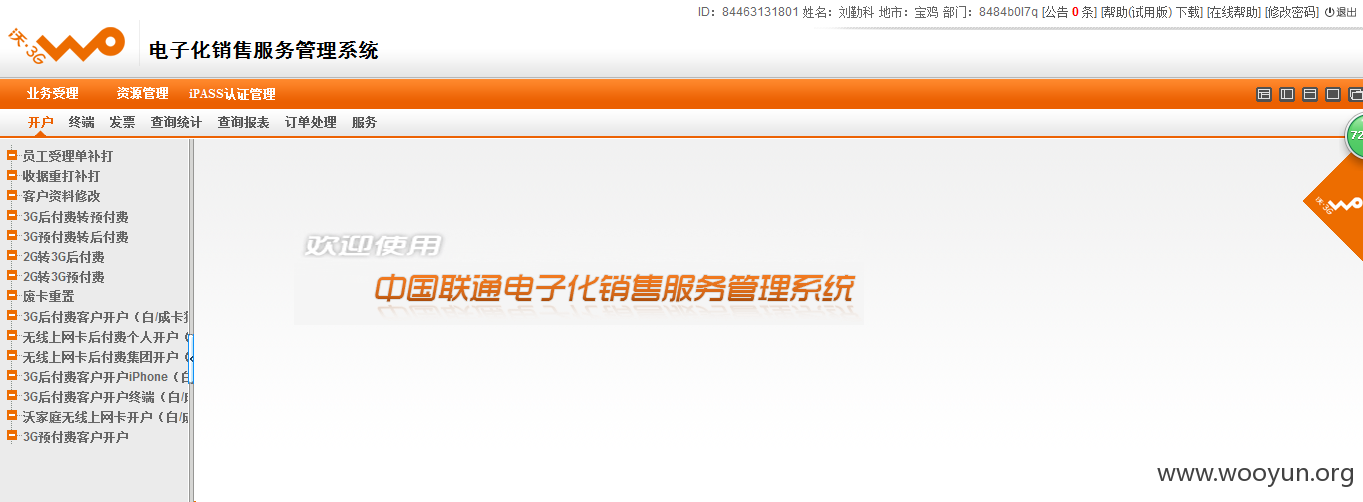 ID：84463131801 姓名：刘勤科 地市：宝鸡 部门：8484b0l7q [公告 0 条] [帮助(试用版) 下载] [在线帮助] [修改密码] 退出
沃·3G
电子化销售服务管理系统
业务受理 资源管理 iPASS认证管理
开户 终端 发票 查询统计 查询报表 订单处理 服务
72
员工受理单补打
收据重打补打
客户资料修改
3G后付费转预付费
沃·3G
3G预付费转后付费
欢迎使用
2G转3G后付费
2G转3G预付费
中国联通电子化销售服务管理系统
废卡重置
3G后付费客户开户（白/成卡
无线上网卡后付费个人开户（
无线上网卡后付费集团开户（
3G后付费客户开户iPhone（白
3G后付费客户开户终端（白/
沃家庭无线上网卡开户（白/成
3G预付费客户开户
www.wooyun.org